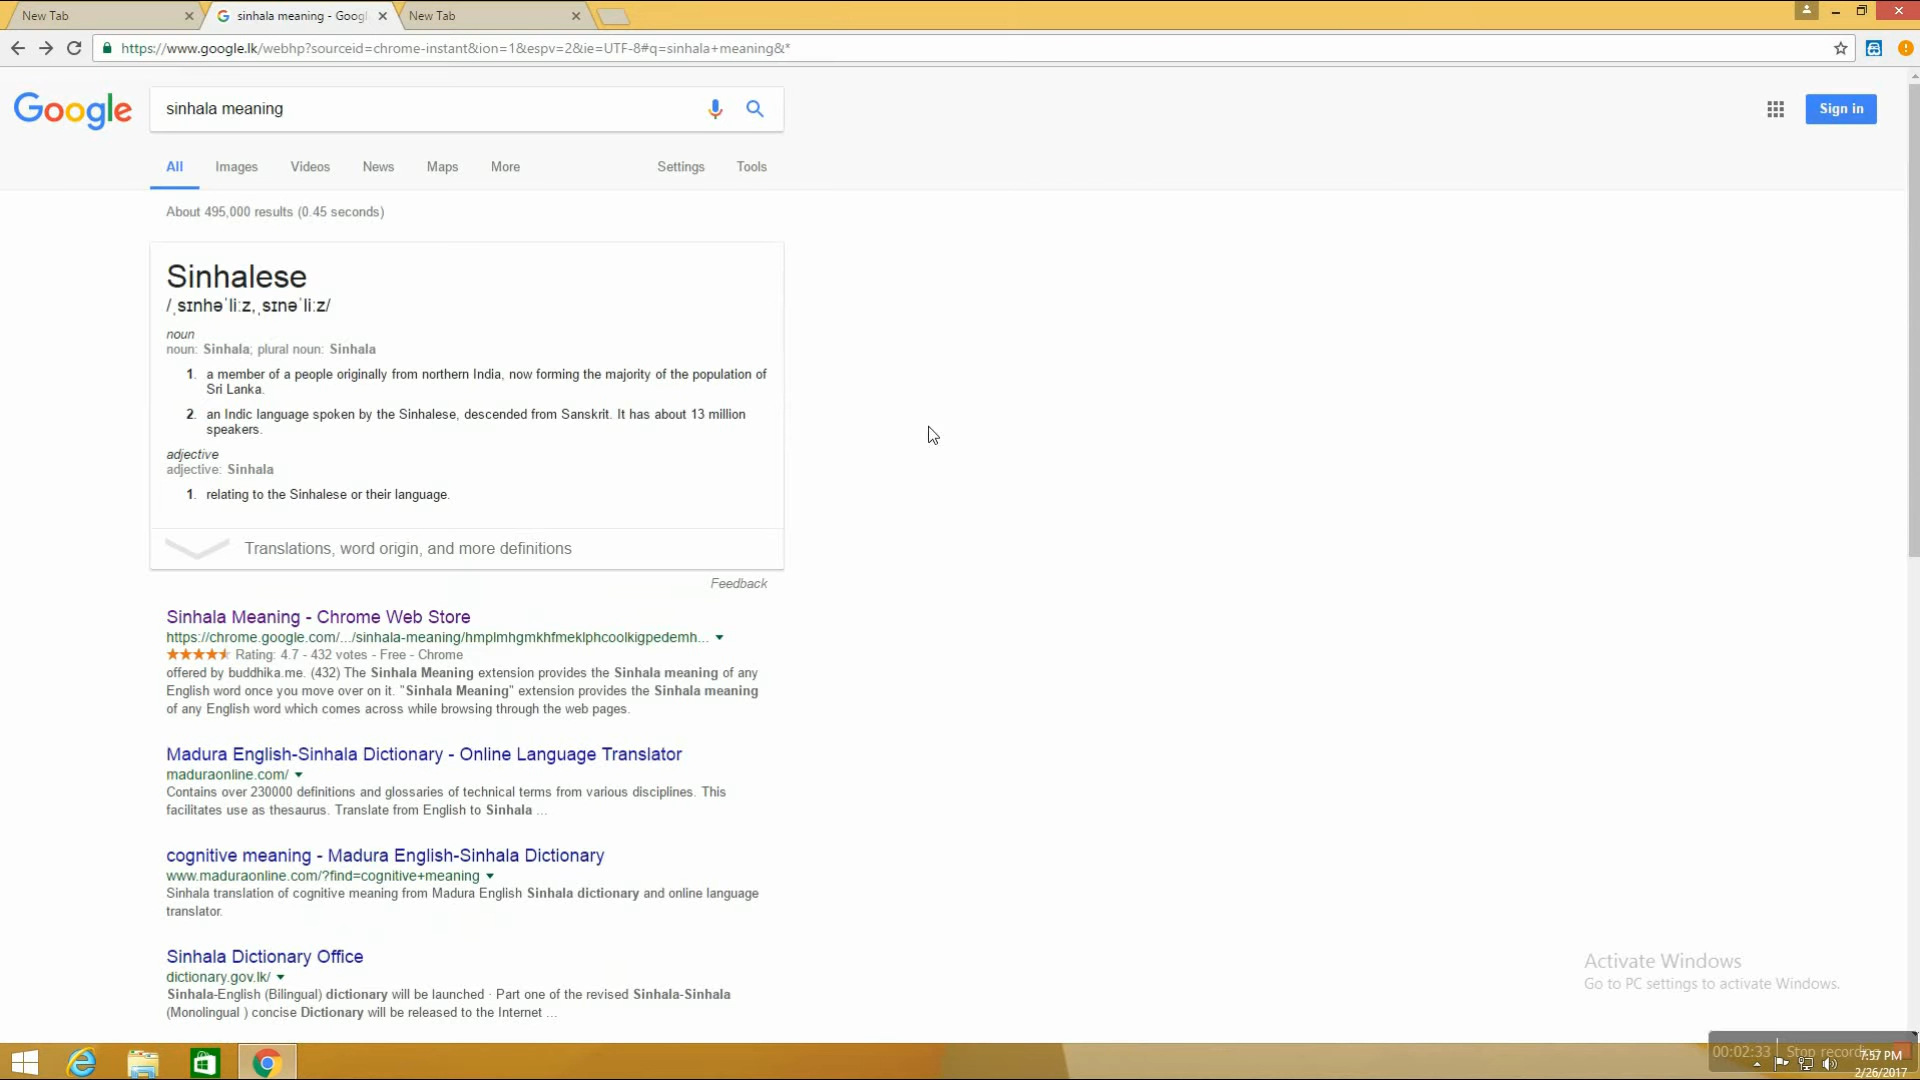 New Tab
sinhala meaning - Googl
New Tab
https://www.google.lk/webhp?sourceid=chrome-instant&ion=1&espv=2&ie=UTF-8#q=sinhala+meaning&*
Google
sinhala meaning
Sign in
All Images Videos News Maps More Settings Tools
About 495,000 results (0.45 seconds)
Sinhalese
/ˌsɪnhəˈliːz,ˌsɪnəˈliːz/
noun
noun: Sinhala; plural noun: Sinhala
1. a member of a people originally from northern India, now forming the majority of the population of
Sri Lanka.
2. an Indic language spoken by the Sinhalese, descended from Sanskrit. It has about 13 million
speakers.
adjective
adjective: Sinhala
1. relating to the Sinhalese or their language.
Translations, word origin, and more definitions
Feedback
Sinhala Meaning - Chrome Web Store
https://chrome.google.com/.../sinhala-meaning/hmplmhgmkhfmeklphcoolkigpedemh...
Rating: 4.7 - 432 votes - Free - Chrome
offered by buddhika.me. (432) The Sinhala Meaning extension provides the Sinhala meaning of any
English word once you move over on it. "Sinhala Meaning" extension provides the Sinhala meaning
of any English word which comes across while browsing through the web pages.
Madura English-Sinhala Dictionary - Online Language Translator
maduraonline.com/
Contains over 230000 definitions and glossaries of technical terms from various disciplines. This
facilitates use as thesaurus. Translate from English to Sinhala ...
cognitive meaning - Madura English-Sinhala Dictionary
www.maduraonline.com/?find=cognitive+meaning
Sinhala translation of cognitive meaning from Madura English Sinhala dictionary and online language
translator.
Sinhala Dictionary Office
dictionary.gov.lk/
Sinhala-English (Bilingual) dictionary will be launched · Part one of the revised Sinhala-Sinhala
(Monolingual ) concise Dictionary will be released to the Internet ...
Activate Windows
Go to PC settings to activate Windows.
00:02:33 Stop recording
7:57 PM
2/26/2017